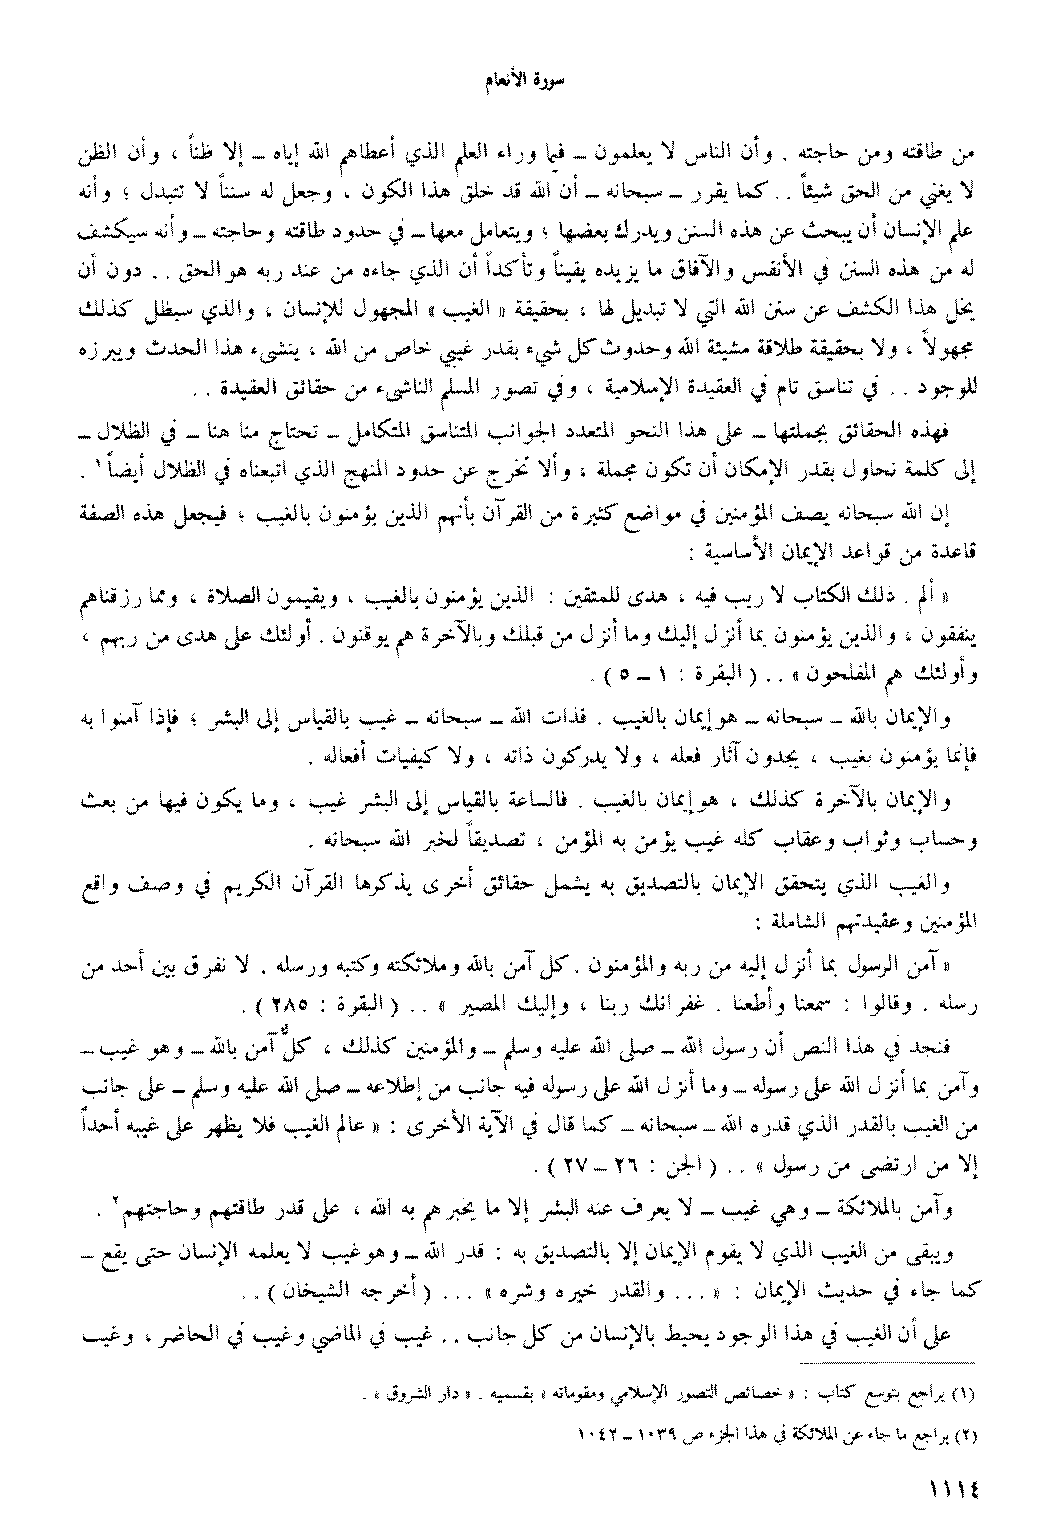 سورة الأنعام
من طاقته ومن حاجته . وأن الناس لا يعلمون – فيما وراء العلم الذي أعطاهم الله إياه – إلا ظناً ، وأن الظن
لا يغني من الحق شيئاً .. كما يقرر – سبحانه – أن الله قد خلق هذا الكون ، وجعل له سنناً لا تتبدل ؛ وأنه
علم الإنسان أن يبحث عن هذه السنن ويدرك بعضها ؛ ويتعامل معها – في حدود طاقته وحاجته – وأنه سيكشف
له من هذه السنن في الأنفس والآفاق ما يزيده يقيناً وتأكداً أن الذي جاءه من عند ربه هو الحق .. دون أن
يخل هذا الكشف عن سنن الله التي لا تبديل لها ، بحقيقة « الغيب » المجهول للإنسان ، والذي سيظل كذلك
مجهولاً ، ولا بحقيقة طلاقة مشيئة الله وحدوث كل شيء بقدر غيبي خاص من الله ، ينشىء هذا الحدث ويبرزه
للوجود .. في تناسق تام في العقيدة الإسلامية ، وفي تصور المسلم الناشىء من حقائق العقيدة ..
فهذه الحقائق بجملتها – على هذا النحو المتعدد الجوانب المتناسق المتكامل – تحتاج منا هنا – في الظلال –
إلى كلمة نحاول بقدر الإمكان أن تكون مجملة ، وألا نخرج عن حدود المنهج الذي اتبعناه في الظلال أيضاً ١ .
إن الله سبحانه يصف المؤمنين في مواضع كثيرة من القرآن بأنهم الذين يؤمنون بالغيب ؛ فيجعل هذه الصفة
قاعدة من قواعد الإيمان الأساسية :
« ألم . ذلك الكتاب لا ريب فيه ، هدى للمتقين : الذين يؤمنون بالغيب ، ويقيمون الصلاة ، ومما رزقناهم
ينفقون ، والذين يؤمنون بما أنزل إليك وما أنزل من قبلك وبالآخرة هم يوقنون . أولئك على هدى من ربهم ،
وأولئك هم المفلحون » .. ( البقرة : ١ – ٥ ) .
والإيمان بالله – سبحانه – هو إيمان بالغيب . فذات الله – سبحانه – غيب بالقياس إلى البشر ؛ فإذا آمنوا به
فإنما يؤمنون بغيب ، يجدون آثار فعله ، ولا يدركون ذاته ، ولا كيفيات أفعاله .
والإيمان بالآخرة كذلك ، هو إيمان بالغيب . فالساعة بالقياس إلى البشر غيب ، وما يكون فيها من بعث
وحساب وثواب وعقاب كله غيب يؤمن به المؤمن ، تصديقاً لخبر الله سبحانه .
والغيب الذي يتحقق الإيمان بالتصديق به يشمل حقائق أخرى يذكرها القرآن الكريم في وصف واقع
المؤمنين وعقيدتهم الشاملة :
« آمن الرسول بما أنزل إليه من ربه والمؤمنون . كل آمن بالله وملائكته وكتبه ورسله . لا نفرق بين أحد من
رسله . وقالوا : سمعنا وأطعنا . غفرانك ربنا ، وإليك المصير » .. ( البقرة : ٢٨٥ ) .
فنجد في هذا النص أن رسول الله – صلى الله عليه وسلم – والمؤمنين كذلك ، كلٌّ آمن بالله – وهو غيب –
وآمن بما أنزل الله على رسوله – وما أنزل الله على رسوله فيه جانب من إطلاعه – صلى الله عليه وسلم – على جانب
من الغيب بالقدر الذي قدره الله – سبحانه – كما قال في الآية الأخرى : « عالم الغيب فلا يظهر على غيبه أحداً
إلا من ارتضى من رسول » .. ( الجن : ٢٦ – ٢٧ ) .
وآمن بالملائكة – وهي غيب – لا يعرف عنه البشر إلا ما يخبرهم به الله ، على قدر طاقتهم وحاجتهم ٢ .
ويبقى من الغيب الذي لا يقوم الإيمان إلا بالتصديق به : قدر الله – وهو غيب لا يعلمه الإنسان حتى يقع –
كما جاء في حديث الإيمان : « ... والقدر خيره وشره » ... ( أخرجه الشيخان ) ..
على أن الغيب في هذا الوجود يحيط بالإنسان من كل جانب .. غيب في الماضي وغيب في الحاضر ، وغيب
(١) يراجع بتوسع كتاب : « خصائص التصور الإسلامي ومقوماته » بقسميه . « دار الشروق » .
(٢) يراجع ما جاء عن الملائكة في هذا الجزء ص ١٠٣٩ – ١٠٤٢
١١١٤